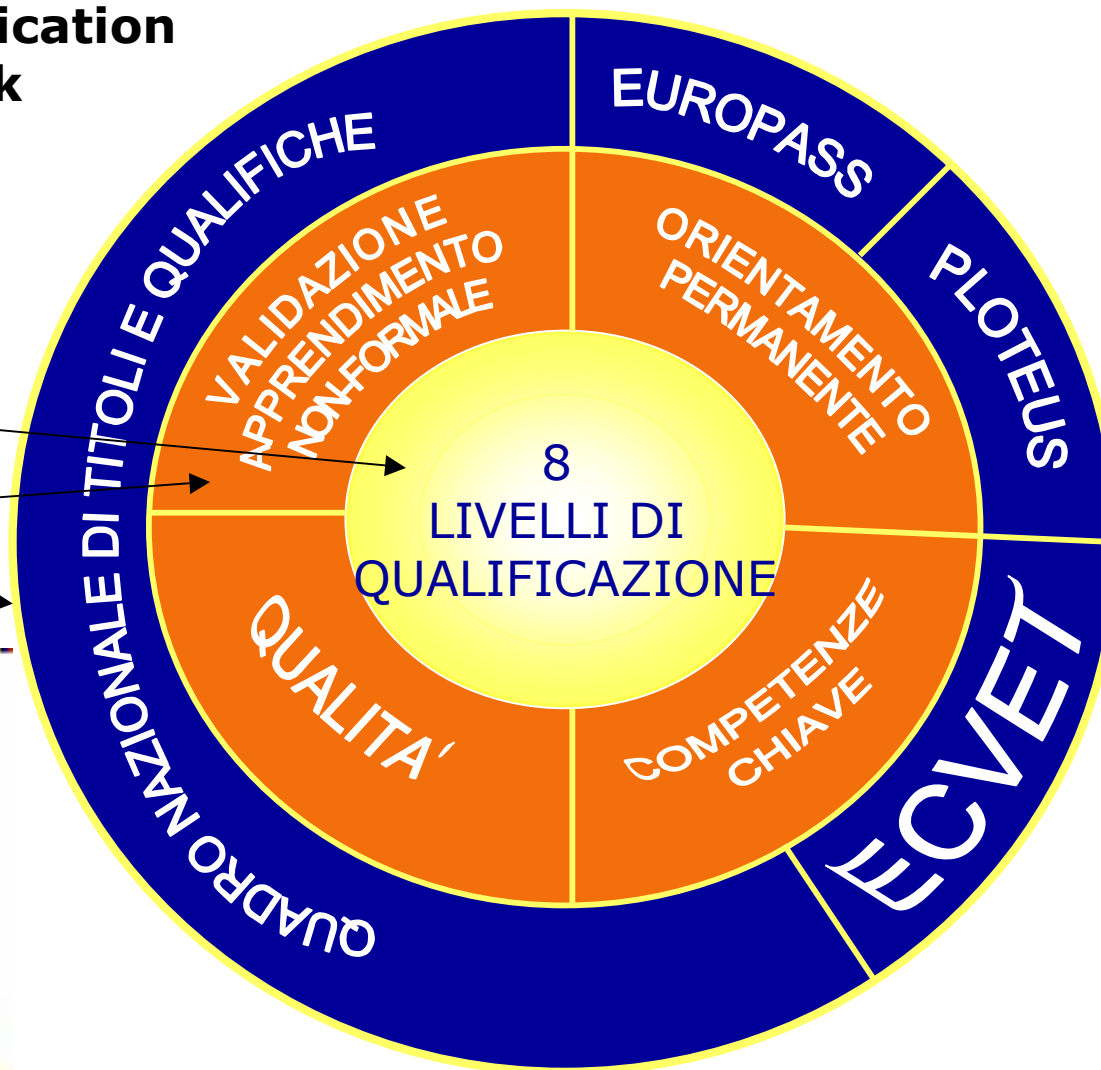 ication
k
QUADRO NAZIONALE DI TITOLI E QUALIFICHE
EUROPASS
PLOTEUS
ECVET
VALIDAZIONE
APPRENDIMENTO
NON-FORMALE
ORIENTAMENTO
PERMANENTE
8
LIVELLI DI
QUALIFICAZIONE
QUALITA'
COMPETENZE
CHIAVE